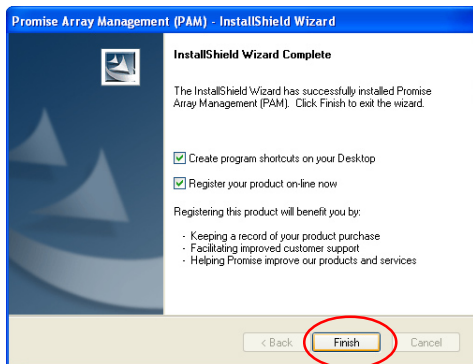 Promise Array Management (PAM) - InstallShield Wizard
InstallShield Wizard Complete
The InstallShield Wizard has successfully installed Promise
Array Management (PAM). Click Finish to exit the wizard.
Create program shortcuts on your Desktop
Register your product on-line now
Registering this product will benefit you by:
- Keeping a record of your product purchase
- Facilitating improved customer support
- Helping Promise improve our products and services
< Back Finish Cancel